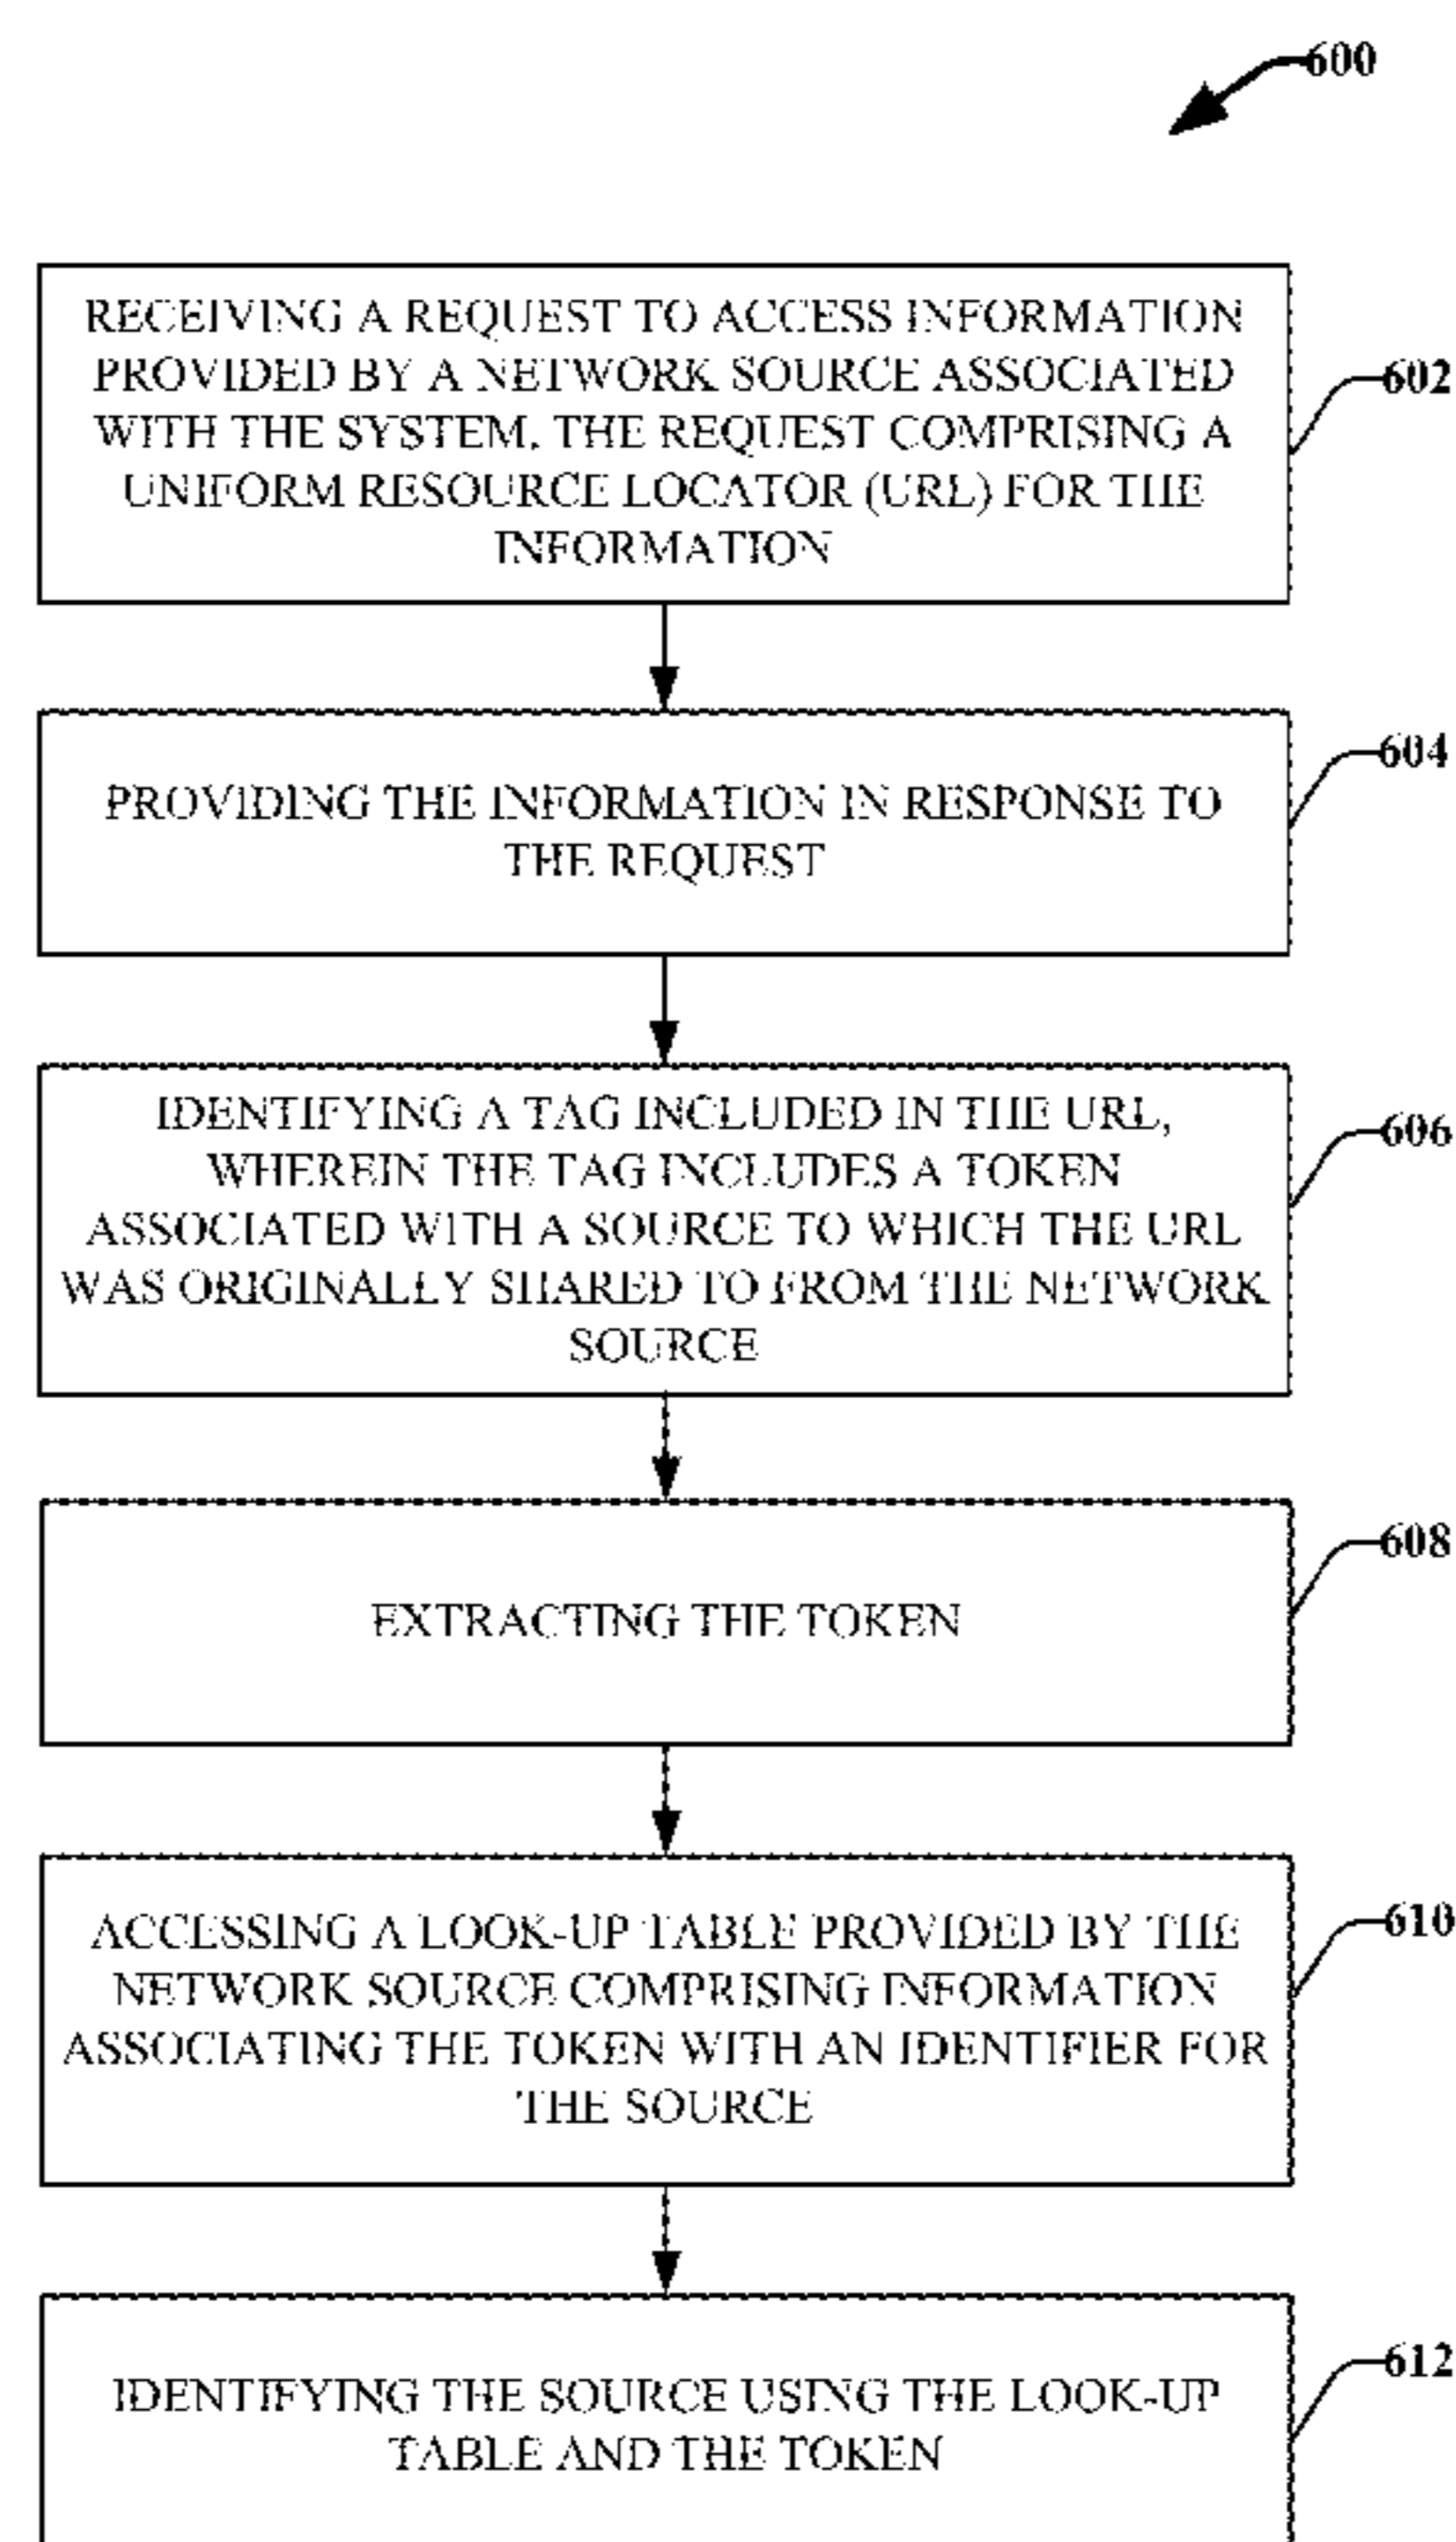 600
RECEIVING A REQUEST TO ACCESS INFORMATION
PROVIDED BY A NETWORK SOURCE ASSOCIATED
WITH THE SYSTEM, THE REQUEST COMPRISING A
UNIFORM RESOURCE LOCATOR (URL) FOR THE
INFORMATION
602
PROVIDING THE INFORMATION IN RESPONSE TO
THE REQUEST
604
IDENTIFYING A TAG INCLUDED IN THE URL,
WHEREIN THE TAG INCLUDES A TOKEN
ASSOCIATED WITH A SOURCE TO WHICH THE URL
WAS ORIGINALLY SHARED TO FROM THE NETWORK
SOURCE
606
EXTRACTING THE TOKEN
608
ACCESSING A LOOK-UP TABLE PROVIDED BY THE
NETWORK SOURCE COMPRISING INFORMATION
ASSOCIATING THE TOKEN WITH AN IDENTIFIER FOR
THE SOURCE
610
IDENTIFYING THE SOURCE USING THE LOOK-UP
TABLE AND THE TOKEN
612